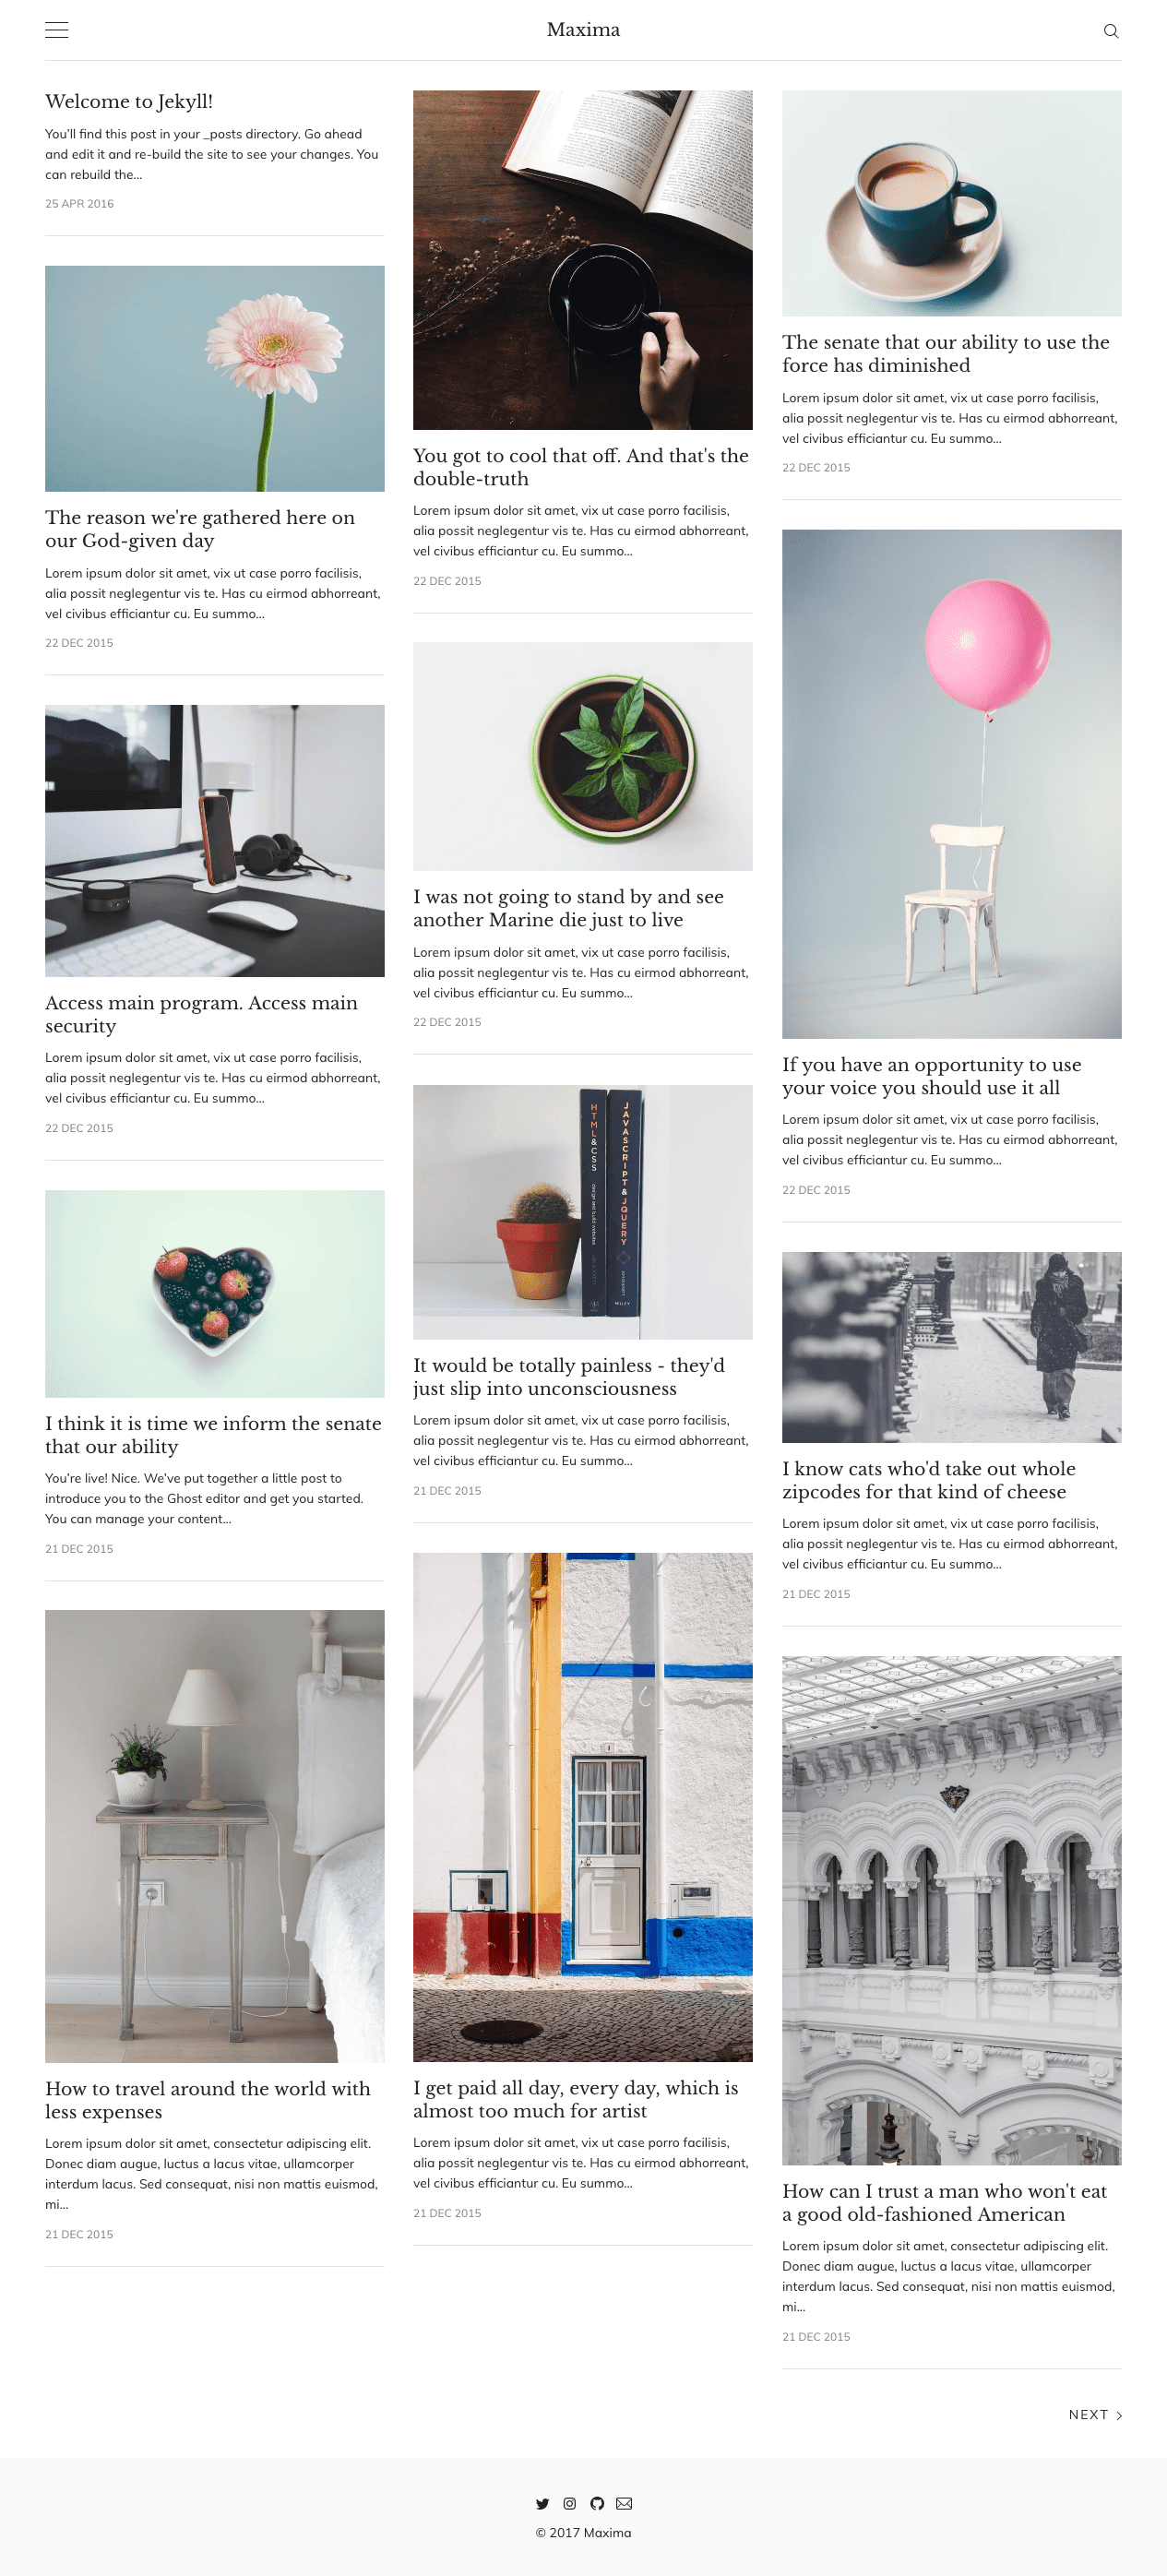 Maxima
Welcome to Jekyll!
You'll find this post in your _posts directory. Go ahead
and edit it and re-build the site to see your changes. You
can rebuild the...
25 APR 2016
The reason we're gathered here on
our God-given day
Lorem ipsum dolor sit amet, vix ut case porro facilisis,
alia possit neglegentur vis te. Has cu eirmod abhorreant,
vel civibus efficiantur cu. Eu summo...
22 DEC 2015
Access main program. Access main
security
Lorem ipsum dolor sit amet, vix ut case porro facilisis,
alia possit neglegentur vis te. Has cu eirmod abhorreant,
vel civibus efficiantur cu. Eu summo...
22 DEC 2015
I think it is time we inform the senate
that our ability
You're live! Nice. We've put together a little post to
introduce you to the Ghost editor and get you started.
You can manage your content...
21 DEC 2015
How to travel around the world with
less expenses
Lorem ipsum dolor sit amet, consectetur adipiscing elit.
Donec diam augue, luctus a lacus vitae, ullamcorper
interdum lacus. Sed consequat, nisi non mattis euismod,
mi...
21 DEC 2015
You got to cool that off. And that's the
double-truth
Lorem ipsum dolor sit amet, vix ut case porro facilisis,
alia possit neglegentur vis te. Has cu eirmod abhorreant,
vel civibus efficiantur cu. Eu summo...
22 DEC 2015
I was not going to stand by and see
another Marine die just to live
Lorem ipsum dolor sit amet, vix ut case porro facilisis,
alia possit neglegentur vis te. Has cu eirmod abhorreant,
vel civibus efficiantur cu. Eu summo...
22 DEC 2015
HTML&CSS
design and build websites
JAVASCRIPT&JQUERY
WILEY
It would be totally painless - they'd
just slip into unconsciousness
Lorem ipsum dolor sit amet, vix ut case porro facilisis,
alia possit neglegentur vis te. Has cu eirmod abhorreant,
vel civibus efficiantur cu. Eu summo...
21 DEC 2015
I get paid all day, every day, which is
almost too much for artist
Lorem ipsum dolor sit amet, vix ut case porro facilisis,
alia possit neglegentur vis te. Has cu eirmod abhorreant,
vel civibus efficiantur cu. Eu summo...
21 DEC 2015
The senate that our ability to use the
force has diminished
Lorem ipsum dolor sit amet, vix ut case porro facilisis,
alia possit neglegentur vis te. Has cu eirmod abhorreant,
vel civibus efficiantur cu. Eu summo...
22 DEC 2015
If you have an opportunity to use
your voice you should use it all
Lorem ipsum dolor sit amet, vix ut case porro facilisis,
alia possit neglegentur vis te. Has cu eirmod abhorreant,
vel civibus efficiantur cu. Eu summo...
22 DEC 2015
I know cats who'd take out whole
zipcodes for that kind of cheese
Lorem ipsum dolor sit amet, vix ut case porro facilisis,
alia possit neglegentur vis te. Has cu eirmod abhorreant,
vel civibus efficiantur cu. Eu summo...
21 DEC 2015
How can I trust a man who won't eat
a good old-fashioned American
Lorem ipsum dolor sit amet, consectetur adipiscing elit.
Donec diam augue, luctus a lacus vitae, ullamcorper
interdum lacus. Sed consequat, nisi non mattis euismod,
mi...
21 DEC 2015
NEXT
© 2017 Maxima